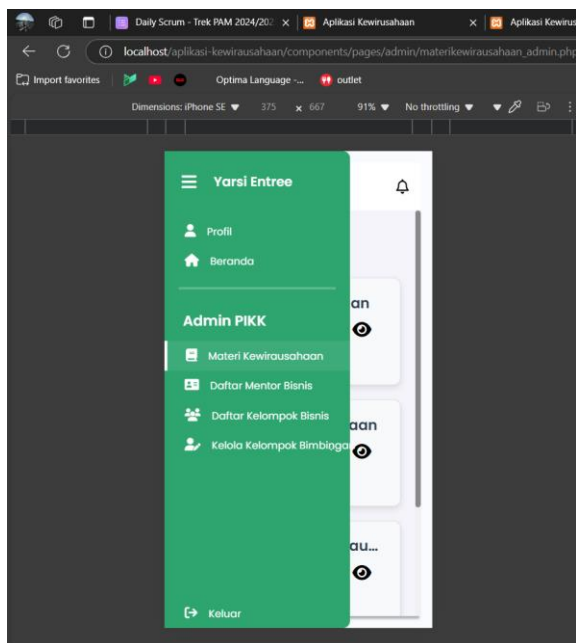 Daily Scrum - Trek PAM 2024/202
Aplikasi Kewirausahaan
Aplikasi Kewirus
localhost/aplikasi-kewirausahaan/components/pages/admin/materikewirausahaan_admin.php
Import favorites
Optima Language -...
outlet
Dimensions: iPhone SE
375
x
667
91%
No throttling
Yarsi Entree
Profil
Beranda
an
Admin PIKK
Materi Kewirausahaan
Daftar Mentor Bisnis
Daftar Kelompok Bisnis
aan
Kelola Kelompok Bimbinga
au...
Keluar